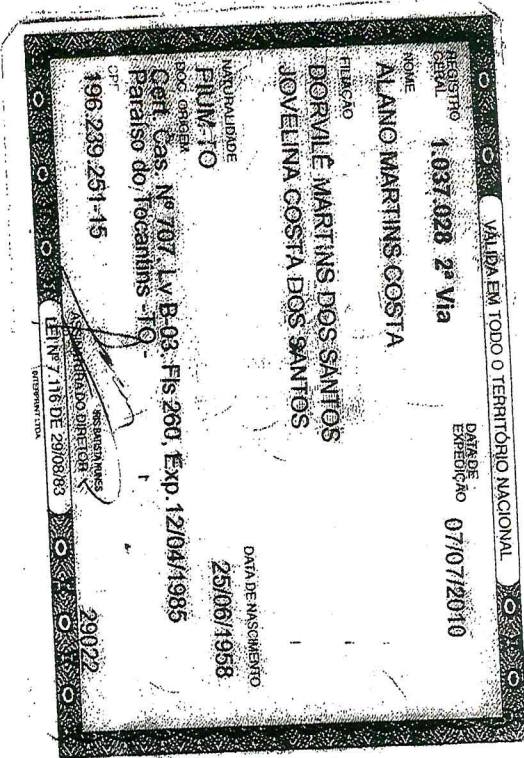 VÁLIDA EM TODO O TERRITÓRIO NACIONAL
REGISTRO GERAL 1.037.028 2ª Via DATA DE EXPEDIÇÃO 07/07/2010
NOME
ALANO MARTINS COSTA
FILIAÇÃO
DORVILÊ MARTINS DOS SANTOS
JOVELINA COSTA DOS SANTOS
NATURALIDADE DATA DE NASCIMENTO
PIUM-TO 25/06/1958
DOC. ORIGEM
Cert. Cas. Nº 707, Lv B-03, Fls 260, Exp.12/04/1985
Paraíso do Tocantins -TO-
CPF
196.239.251-15 29022
ASSINATURA DO DIRETOR
LEI Nº 7.116 DE 29/08/83
INTERPRINT LTDA